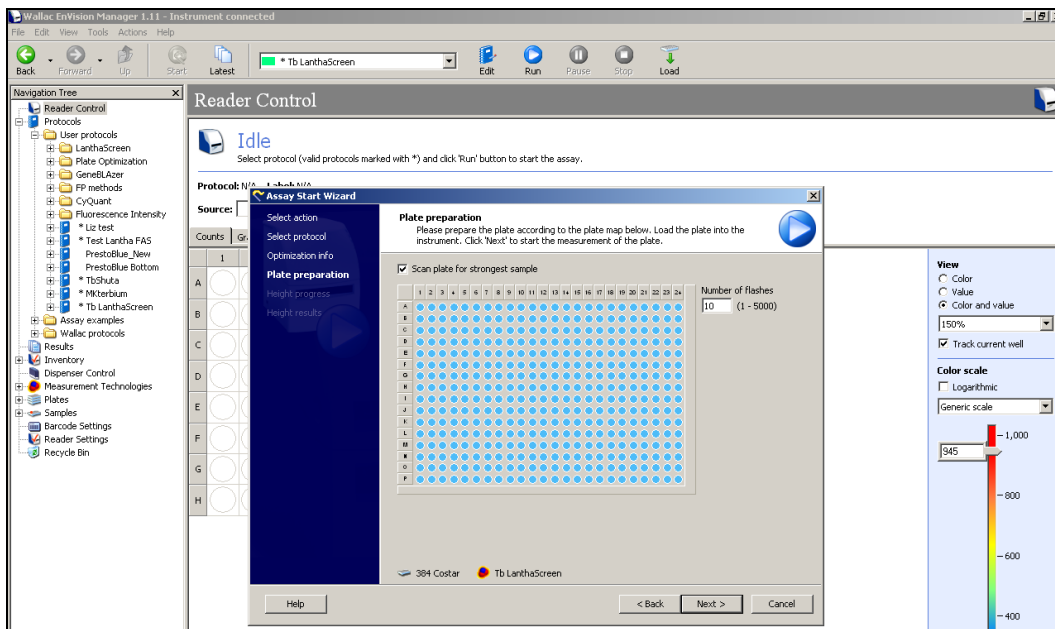 Wallac EnVision Manager 1.11 - Instrument connected
File Edit View Tools Actions Help
Back Forward Up Start Latest * Tb LanthaScreen Edit Run Pause Stop Load
Navigation Tree
Reader Control
Protocols
User protocols
LanthaScreen
Plate Optimization
GeneBLAzer
FP methods
CyQuant
Fluorescence Intensity
* Liz test
* Test Lantha FAS
PrestoBlue_New
PrestoBlue Bottom
* TbShuta
* MKterbium
* Tb LanthaScreen
Assay examples
Wallac protocols
Results
Inventory
Dispenser Control
Measurement Technologies
Plates
Samples
Barcode Settings
Reader Settings
Recycle Bin
Reader Control
Idle
Select protocol (valid protocols marked with *) and click 'Run' button to start the assay.
Protocol: N/A Label: N/A
Source:
Counts
1
A
B
C
D
E
F
G
H
Assay Start Wizard
Select action
Select protocol
Optimization info
Plate preparation
Height progress
Height results
Plate preparation
Please prepare the plate according to the plate map below. Load the plate into the
instrument. Click 'Next' to start the measurement of the plate.
Scan plate for strongest sample
1 2 3 4 5 6 7 8 9 10 11 12 13 14 15 16 17 18 19 20 21 22 23 24
A
B
C
D
E
F
G
H
I
J
K
L
M
N
O
P
Number of flashes
10 (1 - 5000)
384 Costar Tb LanthaScreen
Help < Back Next > Cancel
View
Color
Value
Color and value
150%
Track current well
Color scale
Logarithmic
Generic scale
1,000
945
800
600
400